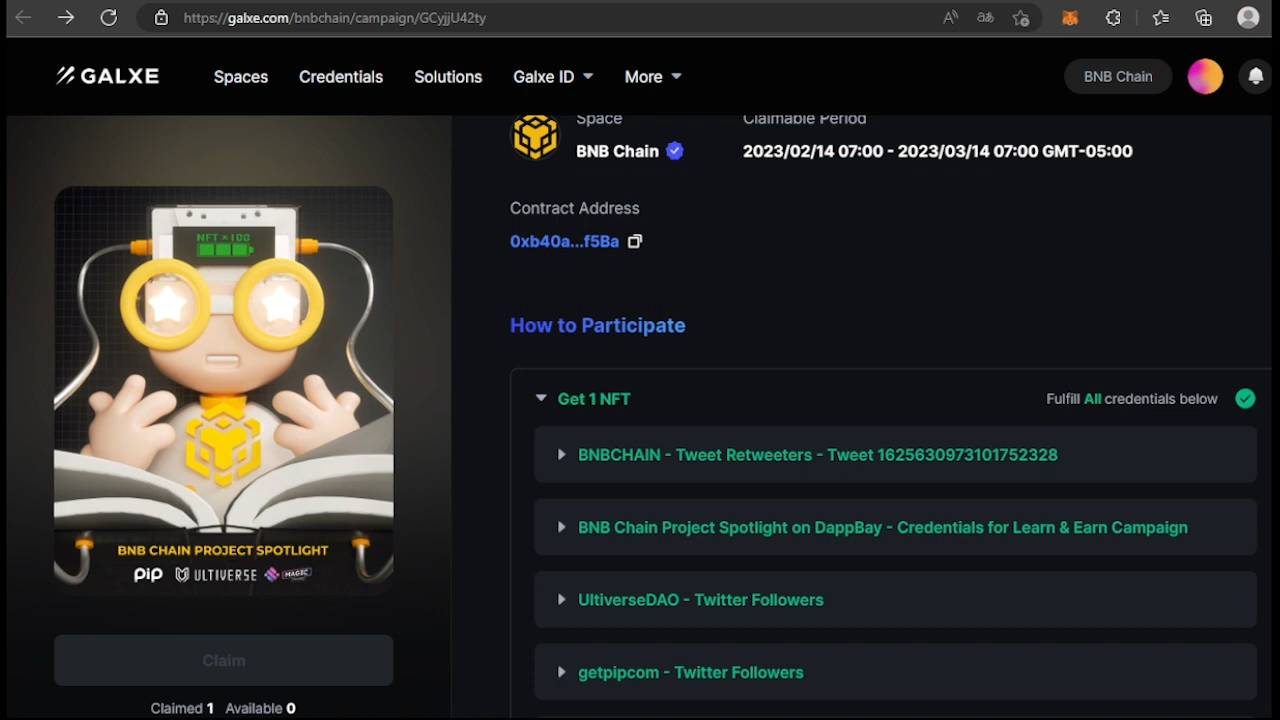 https://galxe.com/bnbchain/campaign/GCyjjU42ty
GALXE
Spaces
Credentials
Solutions
Galxe ID
More
BNB Chain
Space
Claimable Period
BNB Chain
2023/02/14 07:00 - 2023/03/14 07:00 GMT-05:00
Contract Address
0xb40a...f5Ba
How to Participate
Get 1 NFT
Fulfill All credentials below
BNBCHAIN - Tweet Retweeters - Tweet 1625630973101752328
BNB Chain Project Spotlight on DappBay - Credentials for Learn & Earn Campaign
UltiverseDAO - Twitter Followers
getpipcom - Twitter Followers
NFT×100
BNB CHAIN PROJECT SPOTLIGHT
PIP ULTIVERSE MAGIC
Claim
Claimed 1 Available 0